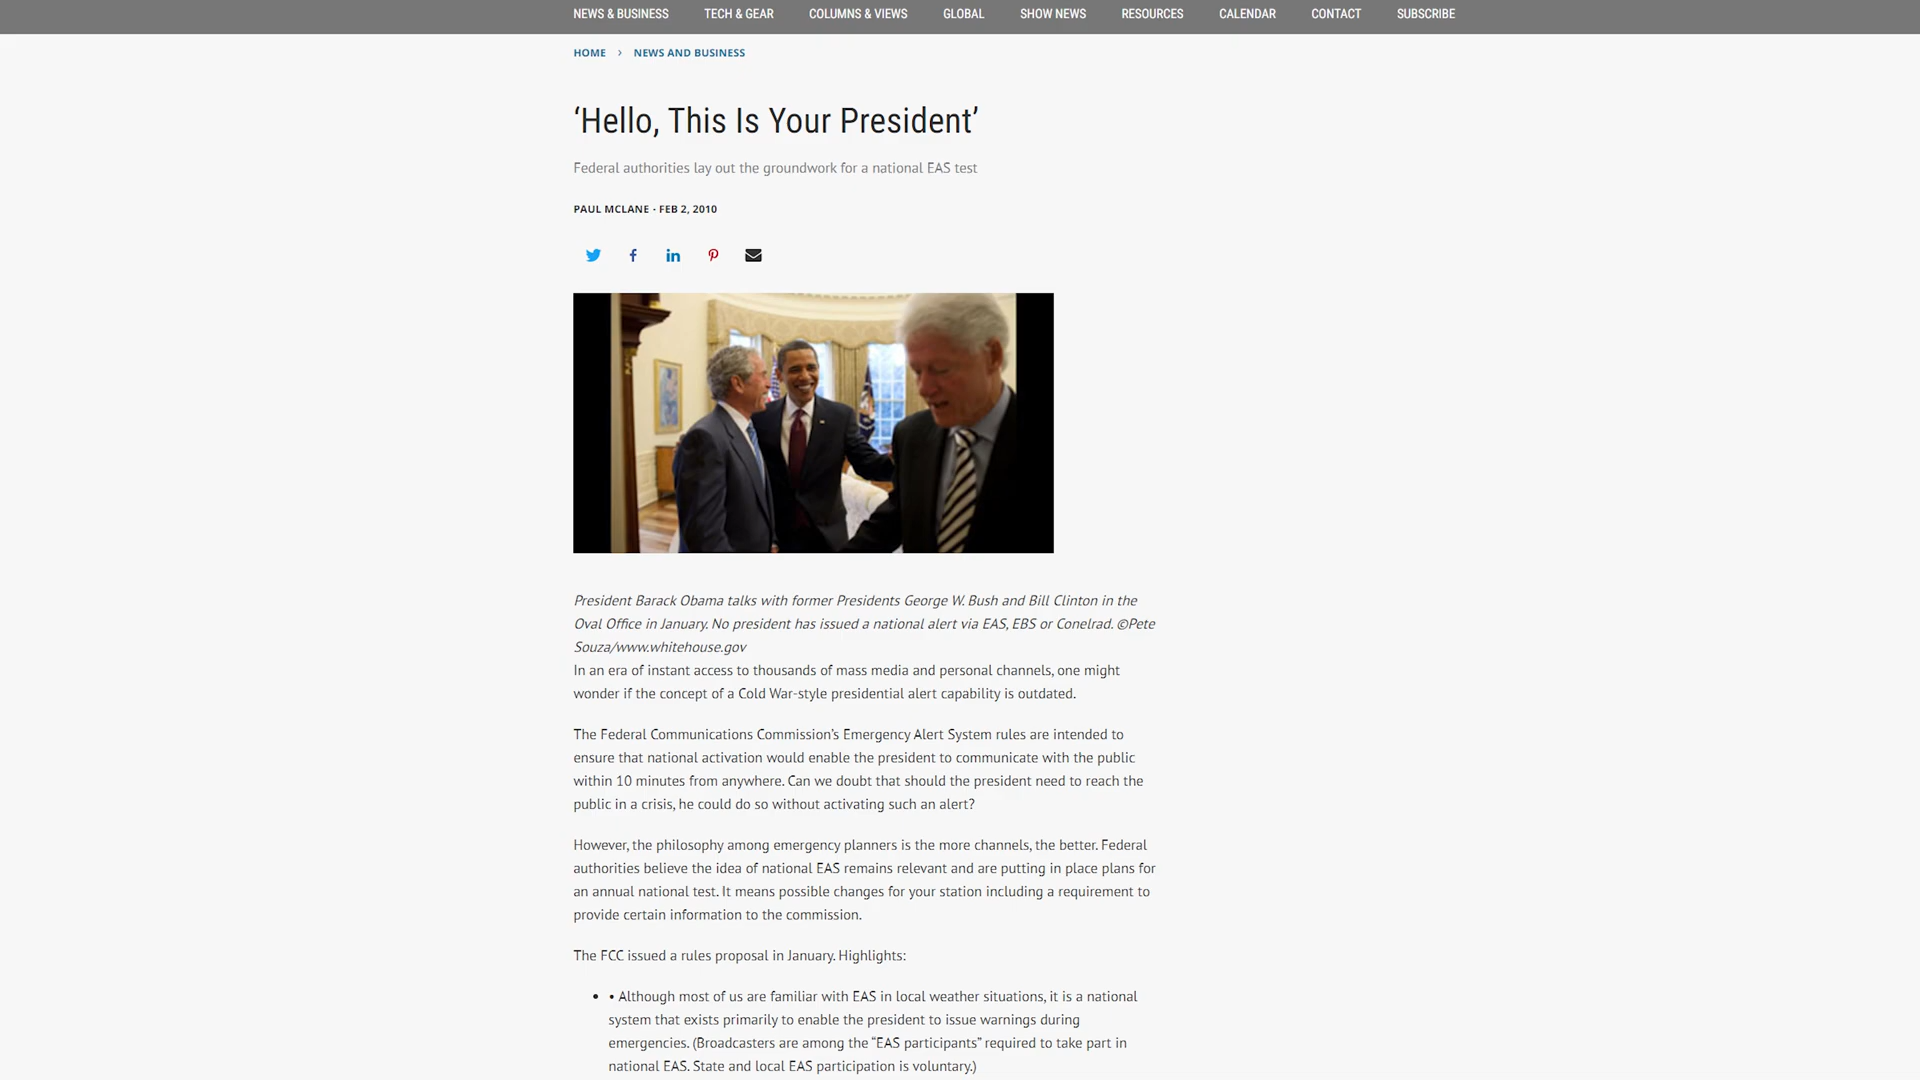 NEWS & BUSINESS TECH & GEAR COLUMNS & VIEWS GLOBAL SHOW NEWS RESOURCES CALENDAR CONTACT SUBSCRIBE
HOME › NEWS AND BUSINESS
‘Hello, This Is Your President’
Federal authorities lay out the groundwork for a national EAS test
PAUL MCLANE - FEB 2, 2010
President Barack Obama talks with former Presidents George W. Bush and Bill Clinton in the
Oval Office in January. No president has issued a national alert via EAS, EBS or Conelrad. ©Pete
Souza/www.whitehouse.gov
In an era of instant access to thousands of mass media and personal channels, one might
wonder if the concept of a Cold War-style presidential alert capability is outdated.
The Federal Communications Commission’s Emergency Alert System rules are intended to
ensure that national activation would enable the president to communicate with the public
within 10 minutes from anywhere. Can we doubt that should the president need to reach the
public in a crisis, he could do so without activating such an alert?
However, the philosophy among emergency planners is the more channels, the better. Federal
authorities believe the idea of national EAS remains relevant and are putting in place plans for
an annual national test. It means possible changes for your station including a requirement to
provide certain information to the commission.
The FCC issued a rules proposal in January. Highlights:
• • Although most of us are familiar with EAS in local weather situations, it is a national
system that exists primarily to enable the president to issue warnings during
emergencies. (Broadcasters are among the “EAS participants” required to take part in
national EAS. State and local EAS participation is voluntary.)